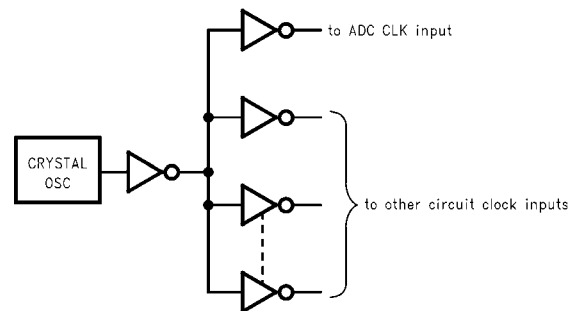 to ADC CLK input
CRYSTAL
OSC
to other circuit clock inputs